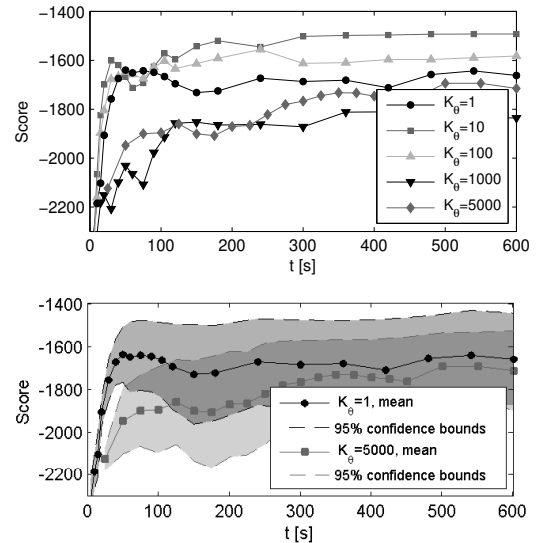 -1400
-1600
-1800
-2000
-2200
Score
0
100
200
300
400
500
600
t [s]
Kθ=1
Kθ=10
Kθ=100
Kθ=1000
Kθ=5000
-1400
-1600
-1800
-2000
-2200
Score
0
100
200
300
400
500
600
t [s]
Kθ=1, mean
95% confidence bounds
Kθ=5000, mean
95% confidence bounds